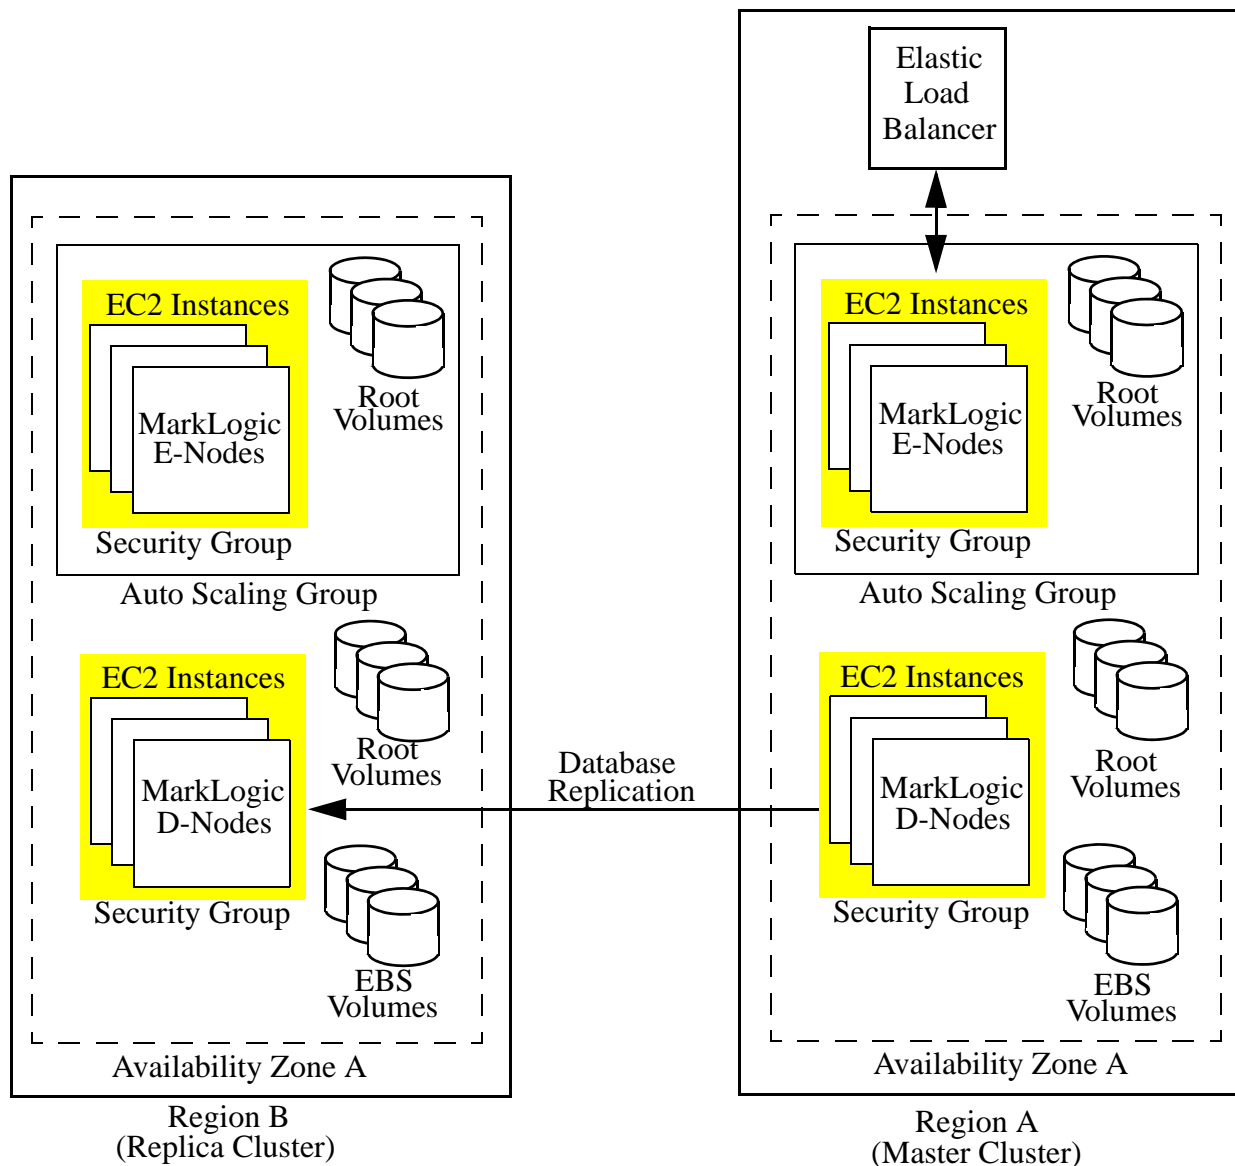 Elastic
Load
Balancer
EC2 Instances
MarkLogic
E-Nodes
Security Group
Root
Volumes
Auto Scaling Group
EC2 Instances
MarkLogic
D-Nodes
Security Group
Root
Volumes
EBS
Volumes
Availability Zone A
Region B
(Replica Cluster)
Database
Replication
EC2 Instances
MarkLogic
E-Nodes
Security Group
Root
Volumes
Auto Scaling Group
EC2 Instances
MarkLogic
D-Nodes
Security Group
Root
Volumes
EBS
Volumes
Availability Zone A
Region A
(Master Cluster)